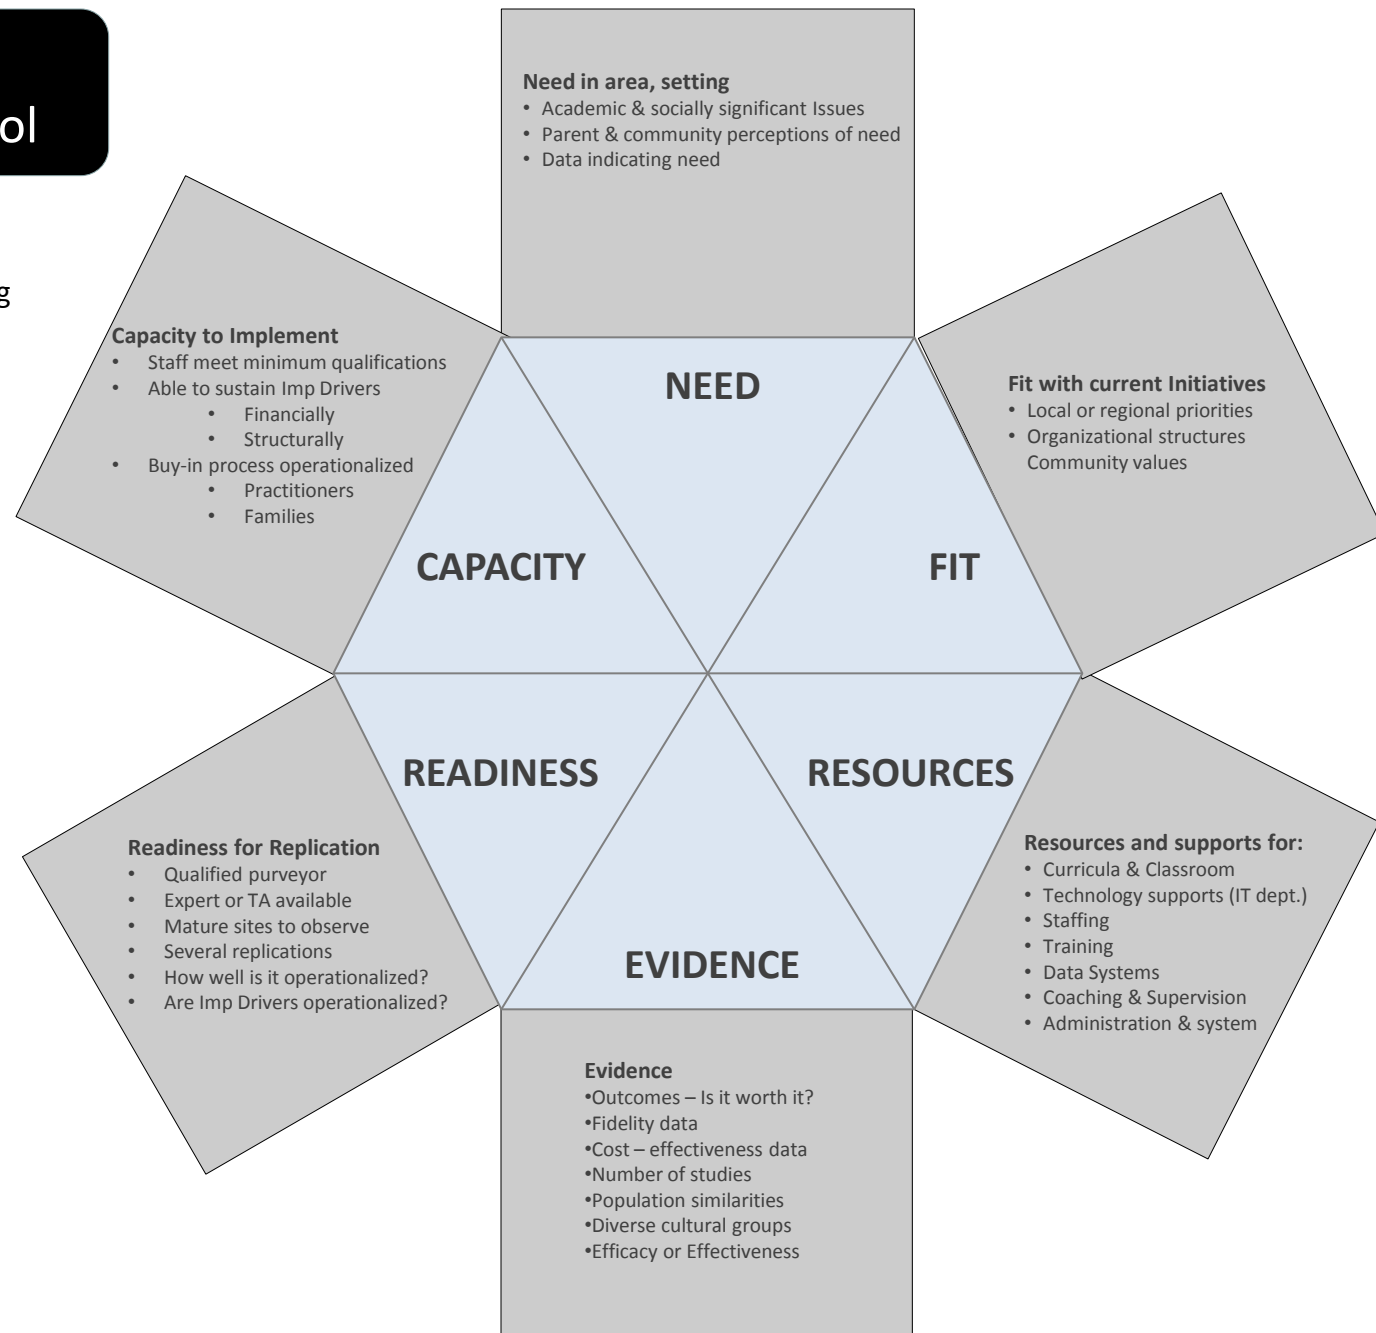 ol
g
Need in area, setting
• Academic & socially significant Issues
• Parent & community perceptions of need
• Data indicating need
Capacity to Implement
• Staff meet minimum qualifications
• Able to sustain Imp Drivers
• Financially
• Structurally
• Buy-in process operationalized
• Practitioners
• Families
Fit with current Initiatives
• Local or regional priorities
• Organizational structures
Community values
NEED
CAPACITY
FIT
READINESS
RESOURCES
EVIDENCE
Readiness for Replication
• Qualified purveyor
• Expert or TA available
• Mature sites to observe
• Several replications
• How well is it operationalized?
• Are Imp Drivers operationalized?
Resources and supports for:
• Curricula & Classroom
• Technology supports (IT dept.)
• Staffing
• Training
• Data Systems
• Coaching & Supervision
• Administration & system
Evidence
•Outcomes – Is it worth it?
•Fidelity data
•Cost – effectiveness data
•Number of studies
•Population similarities
•Diverse cultural groups
•Efficacy or Effectiveness